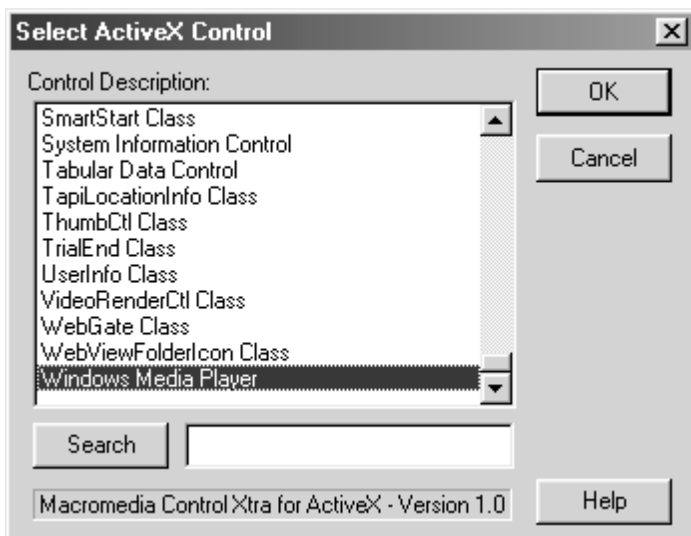 Select ActiveX Control
Control Description:
SmartStart Class
System Information Control
Tabular Data Control
TapiLocationInfo Class
ThumbCtl Class
TrialEnd Class
UserInfo Class
VideoRenderCtl Class
WebGate Class
WebViewFolderIcon Class
Windows Media Player
OK
Cancel
Search
Macromedia Control Xtra for ActiveX - Version 1.0
Help